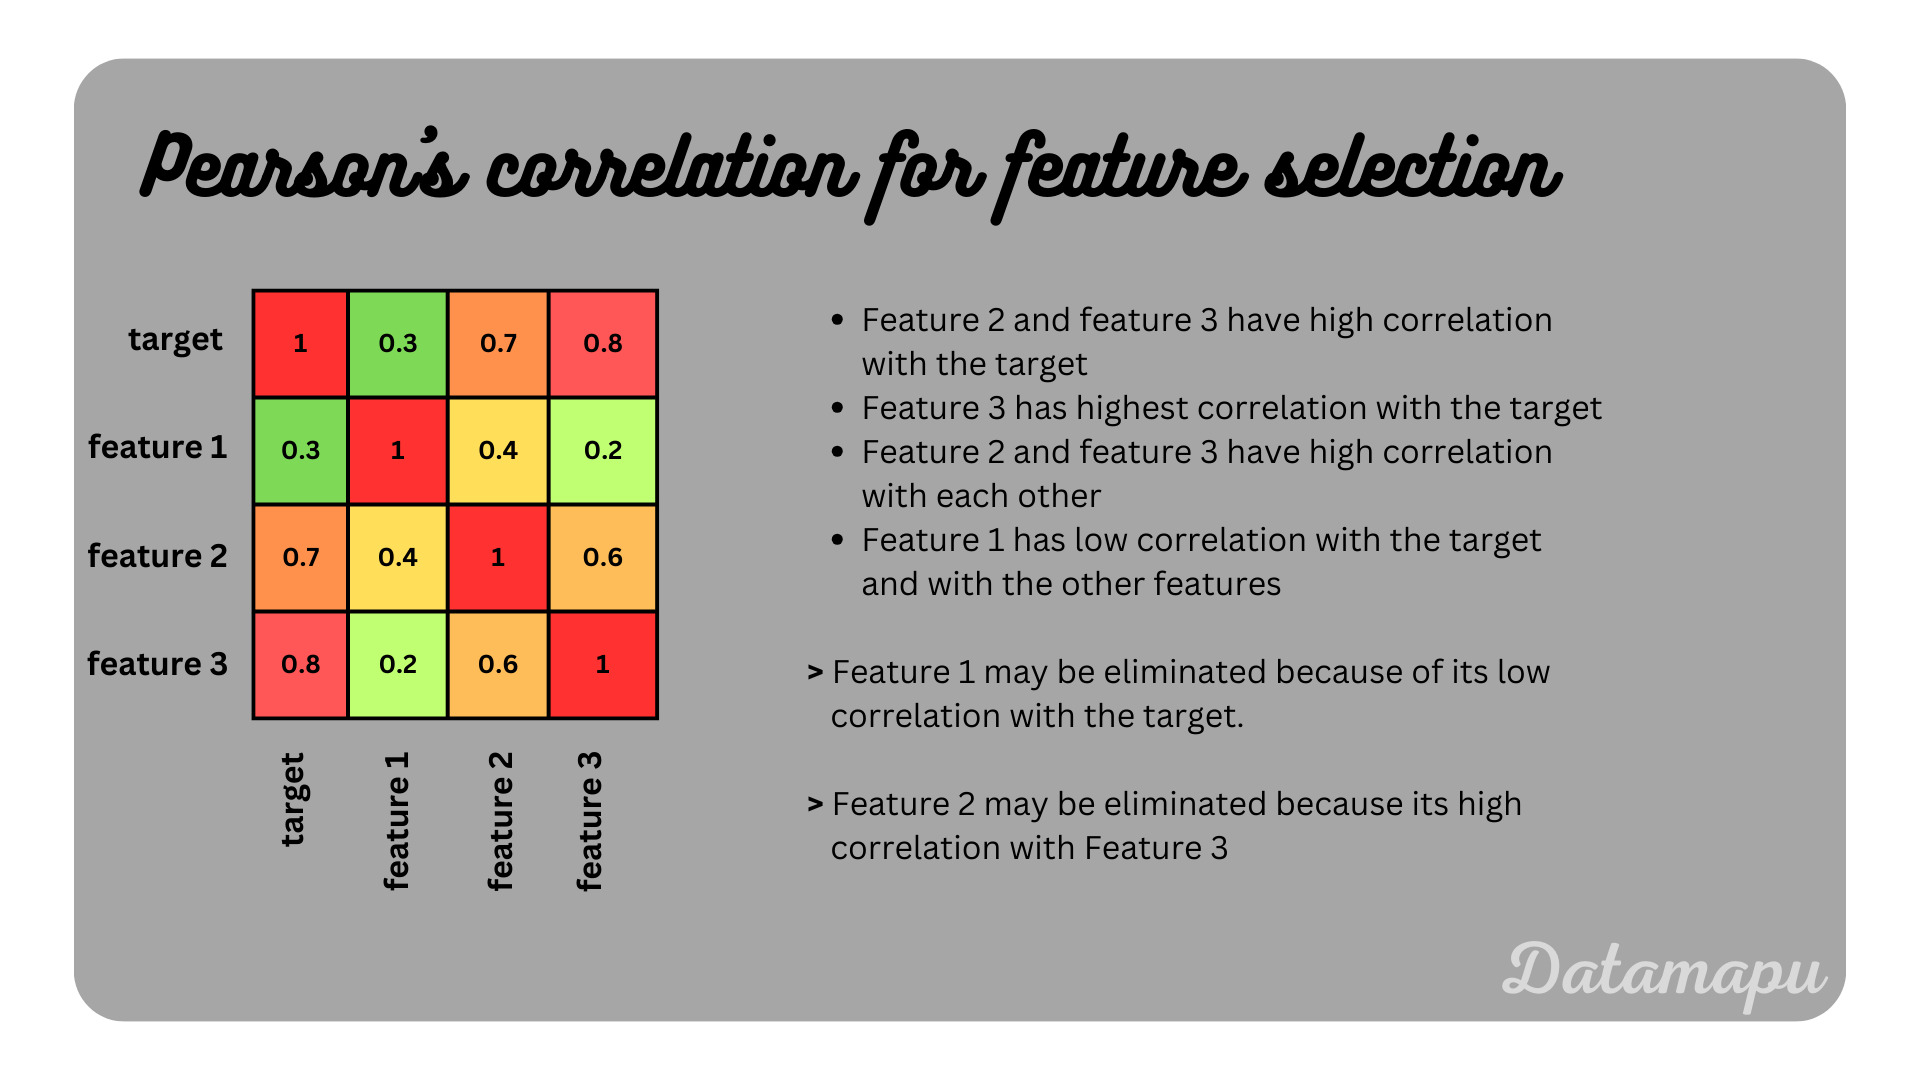 Pearson's correlation for feature selection
target 1 0.3 0.7 0.8
feature 1 0.3 1 0.4 0.2
feature 2 0.7 0.4 1 0.6
feature 3 0.8 0.2 0.6 1
target feature 1 feature 2 feature 3
• Feature 2 and feature 3 have high correlation
with the target
• Feature 3 has highest correlation with the target
• Feature 2 and feature 3 have high correlation
with each other
• Feature 1 has low correlation with the target
and with the other features
> Feature 1 may be eliminated because of its low
correlation with the target.
> Feature 2 may be eliminated because its high
correlation with Feature 3
Datamapu